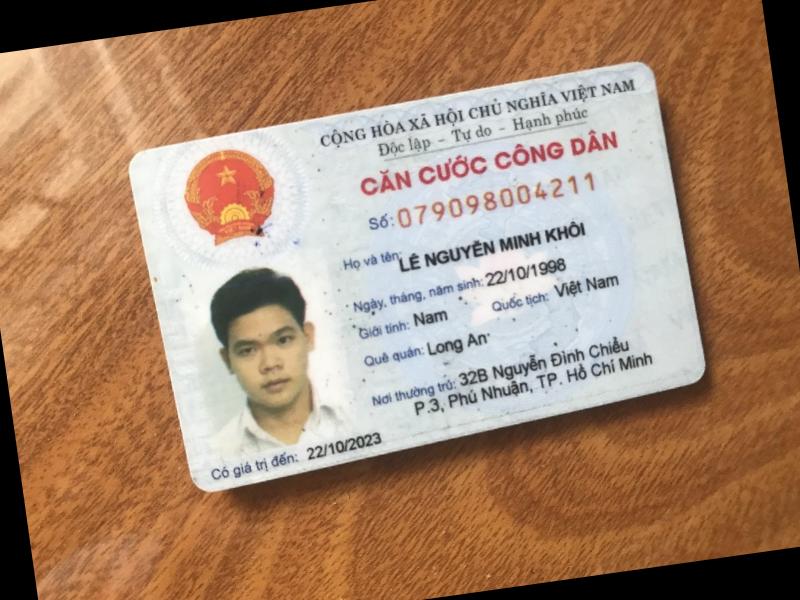 CỘNG HÒA XÃ HỘI CHỦ NGHĨA VIỆT NAM
Độc lập - Tự do - Hạnh phúc
CĂN CƯỚC CÔNG DÂN
Số: 079098004211
Họ và tên: LÊ NGUYỄN MINH KHÔI
Ngày, tháng, năm sinh: 22/10/1998
Giới tính: Nam Quốc tịch: Việt Nam
Quê quán: Long An
Nơi thường trú: 32B Nguyễn Đình Chiểu
P.3, Phú Nhuận, TP. Hồ Chí Minh
Có giá trị đến: 22/10/2023